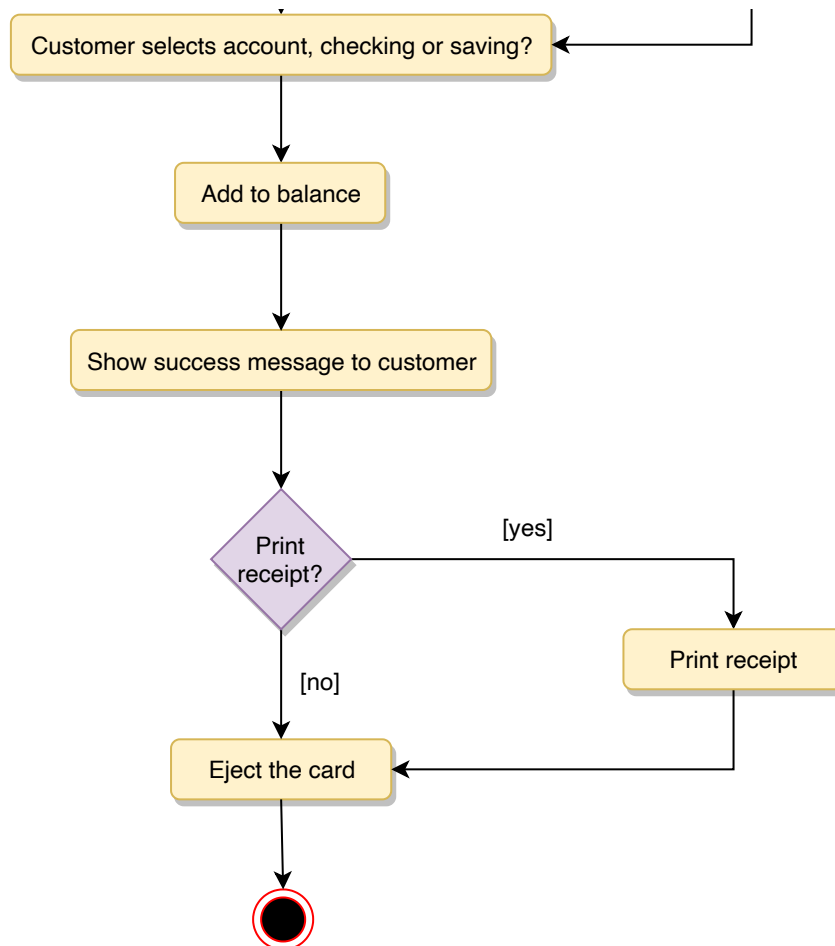 Customer selects account, checking or saving?
Add to balance
Show success message to customer
Print
receipt?
[yes]
Print receipt
[no]
Eject the card